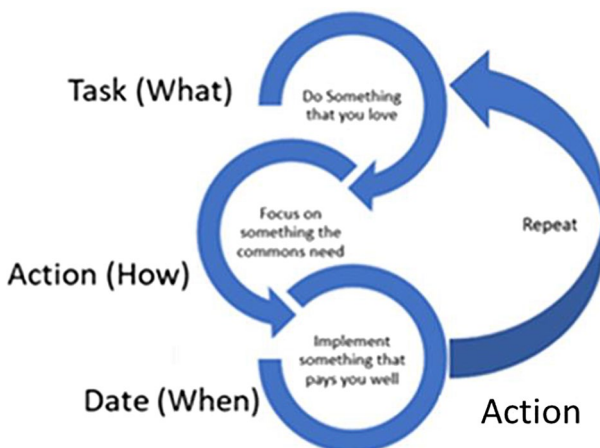 Task (What)
Do Something
that you love
Focus on
something the
commons need
Repeat
Action (How)
Implement
something that
pays you well
Date (When)
Action